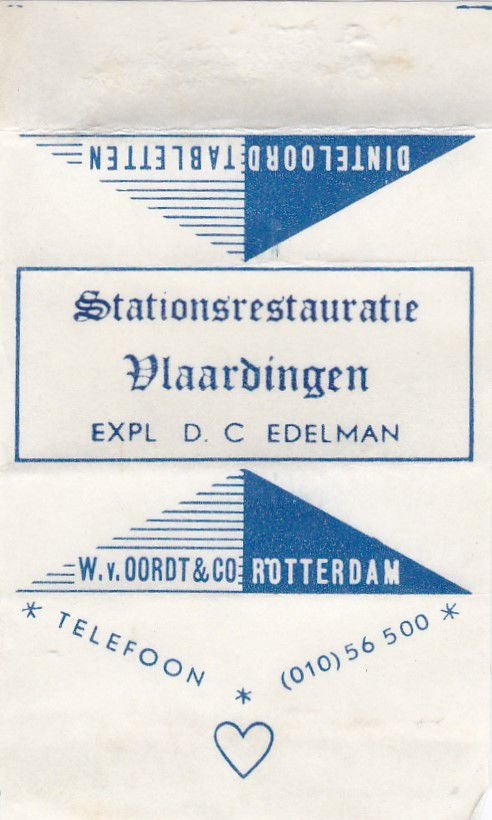 DINTELOORD TABLETTEN
Stationsrestauratie
Vlaardingen
EXPL D. C EDELMAN
W. v. OORDT & CO ROTTERDAM
* TELEFOON * (010) 56 500 *